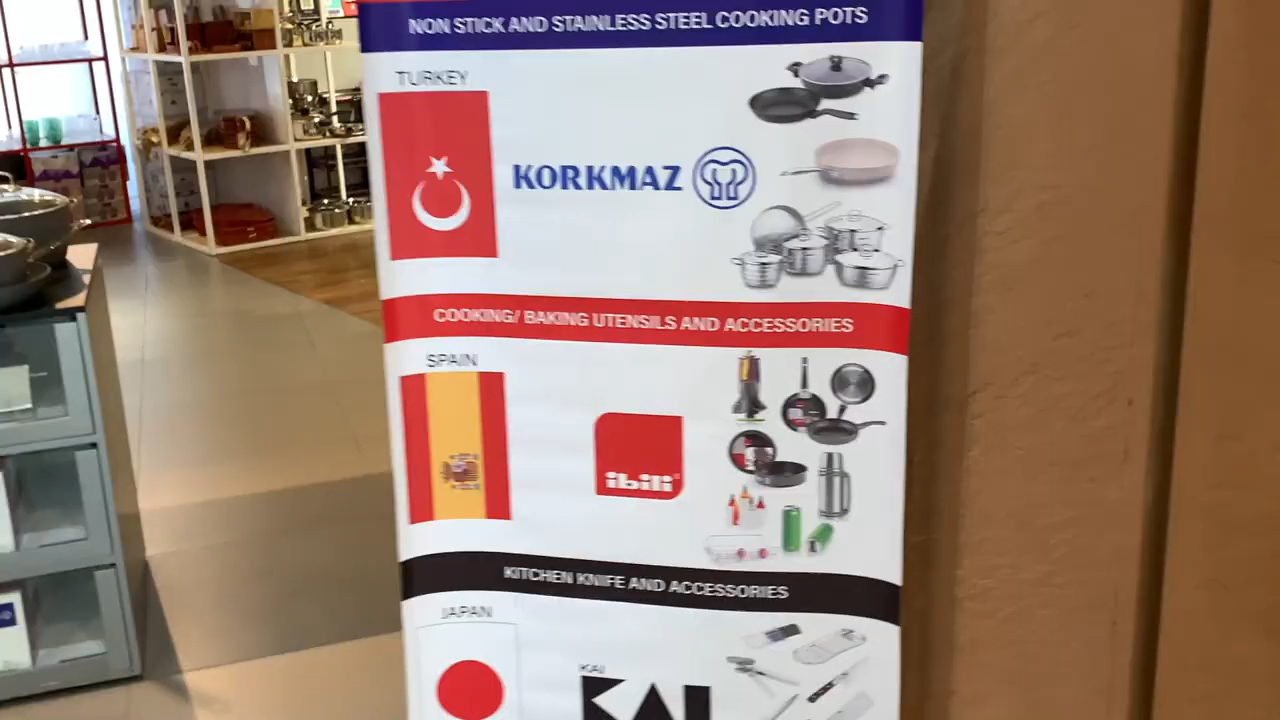 NON STICK AND STAINLESS STEEL COOKING POTS
TURKEY
KORKMAZ
COOKING/ BAKING UTENSILS AND ACCESSORIES
SPAIN
ibili
KITCHEN KNIFE AND ACCESSORIES
JAPAN
KAI
KAI